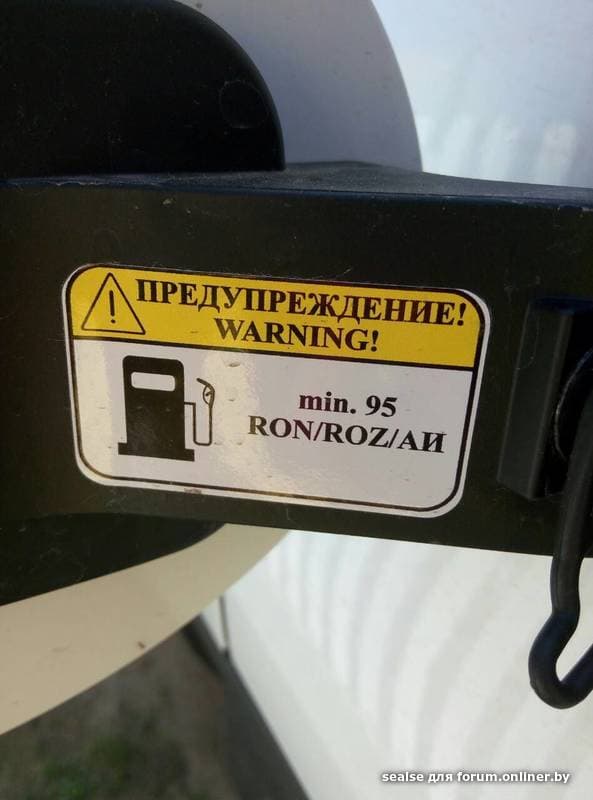 ПРЕДУПРЕЖДЕНИЕ!
WARNING!
min. 95
RON/ROZ/АИ
sealse для forum.onliner.by